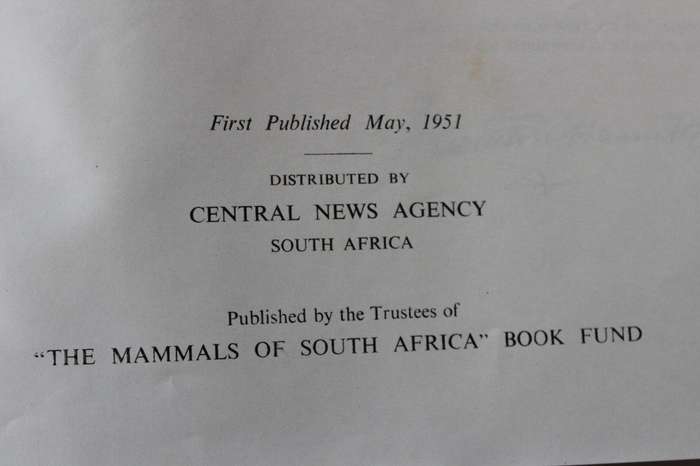 First Published May, 1951
DISTRIBUTED BY
CENTRAL NEWS AGENCY
SOUTH AFRICA
Published by the Trustees of
“THE MAMMALS OF SOUTH AFRICA” BOOK FUND